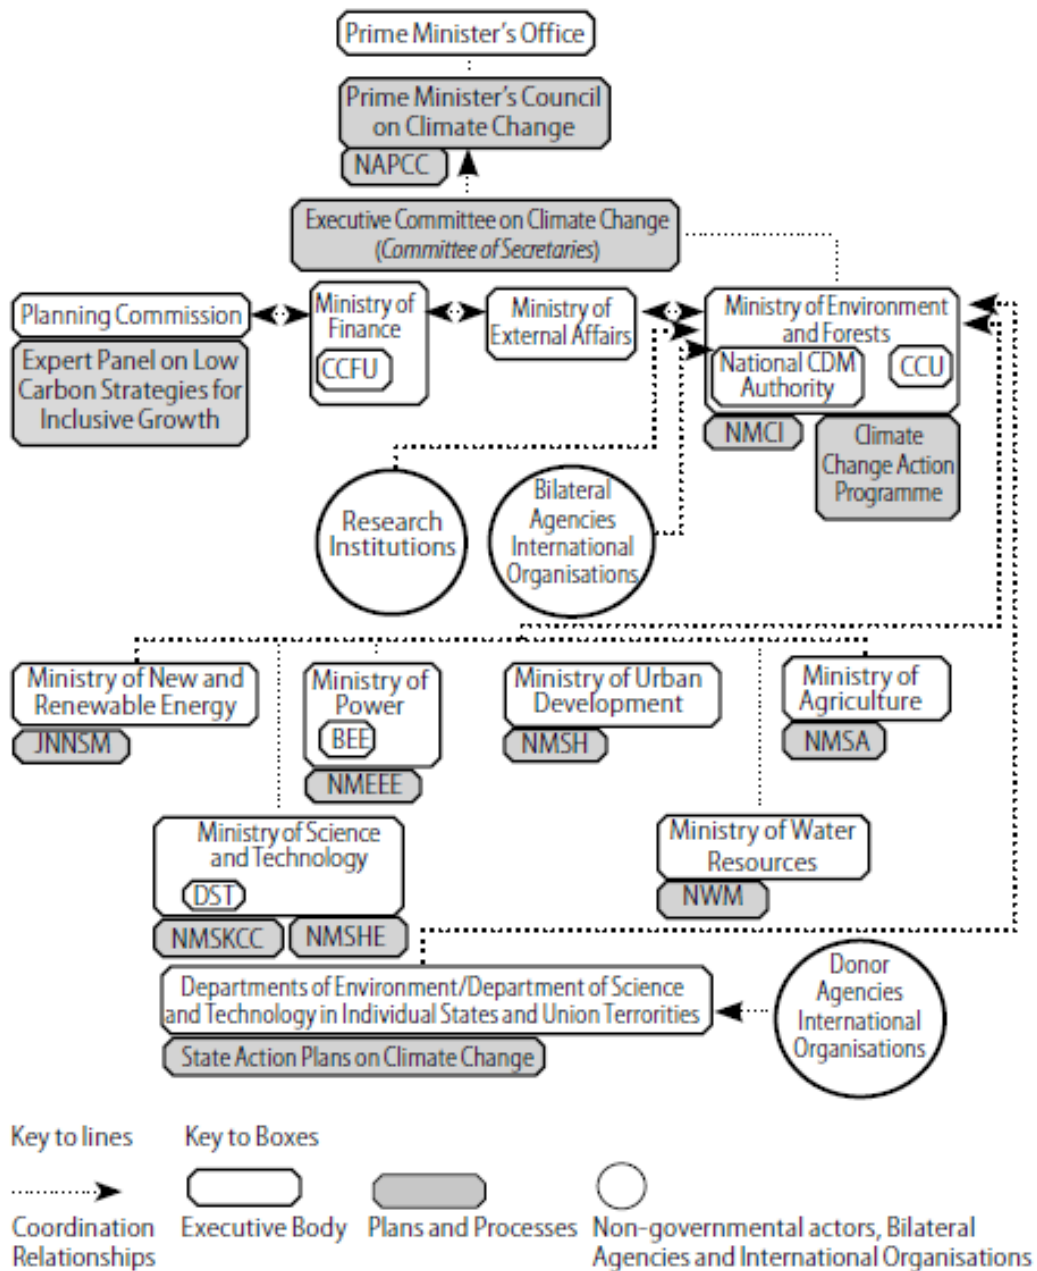 Prime Minister's Office
Prime Minister's Council
on Climate Change
NAPCC
Executive Committee on Climate Change
(Committee of Secretaries)
Planning Commission
Expert Panel on Low
Carbon Strategies for
Inclusive Growth
Ministry of
Finance
CCFU
Ministry of
External Affairs
Ministry of Environment
and Forests
National CDM
Authority
CCU
NMCI
Climate
Change Action
Programme
Research
Institutions
Bilateral
Agencies
International
Organisations
Ministry of New and
Renewable Energy
JNNSM
Ministry of
Power
BEE
NMEEE
Ministry of Urban
Development
NMSH
Ministry of
Agriculture
NMSA
Ministry of Science
and Technology
DST
NMSKCC
NMSHE
Ministry of Water
Resources
NWM
Departments of Environment/Department of Science
and Technology in Individual States and Union Terrorities
State Action Plans on Climate Change
Donor
Agencies
International
Organisations
Key to lines
Key to Boxes
Coordination
Relationships
Executive Body
Plans and Processes
Non-governmental actors, Bilateral
Agencies and International Organisations